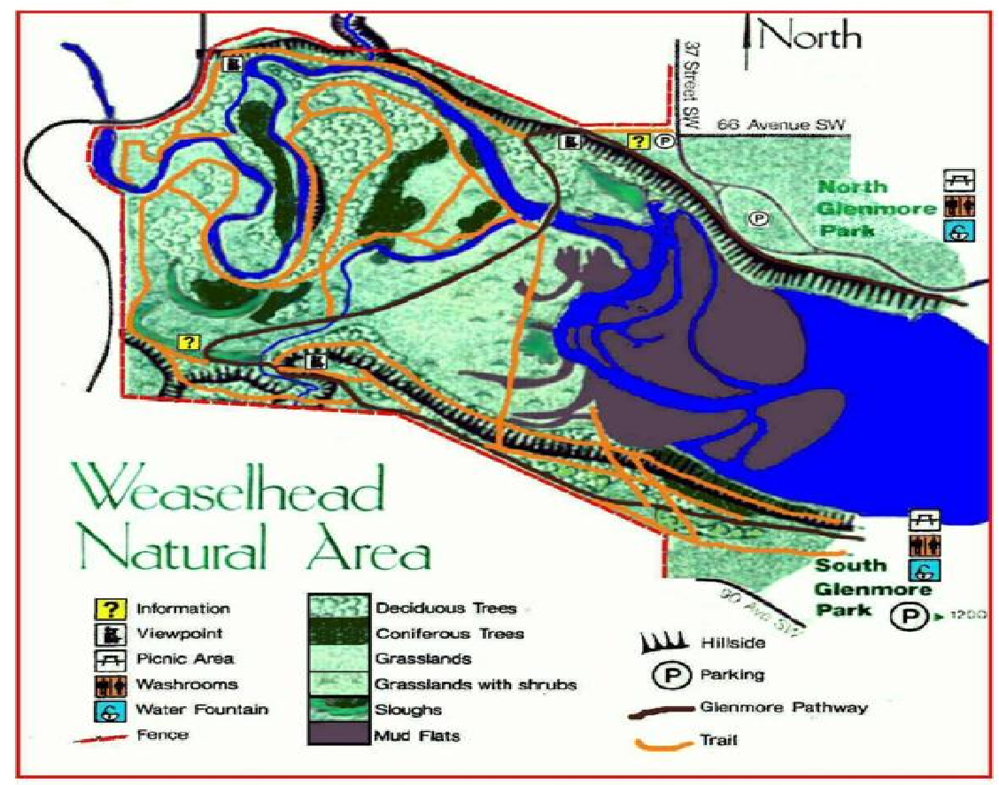 North
37 Street SW
66 Avenue SW
?
P
North
Glenmore
Park
P
?
Weaselhead
Natural Area
South
Glenmore
Park
P
1200
90 Ave SW
? Information
Viewpoint
Picnic Area
Washrooms
Water Fountain
Fence
Deciduous Trees
Coniferous Trees
Grasslands
Grasslands with shrubs
Sloughs
Mud Flats
Hillside
P Parking
Glenmore Pathway
Trail